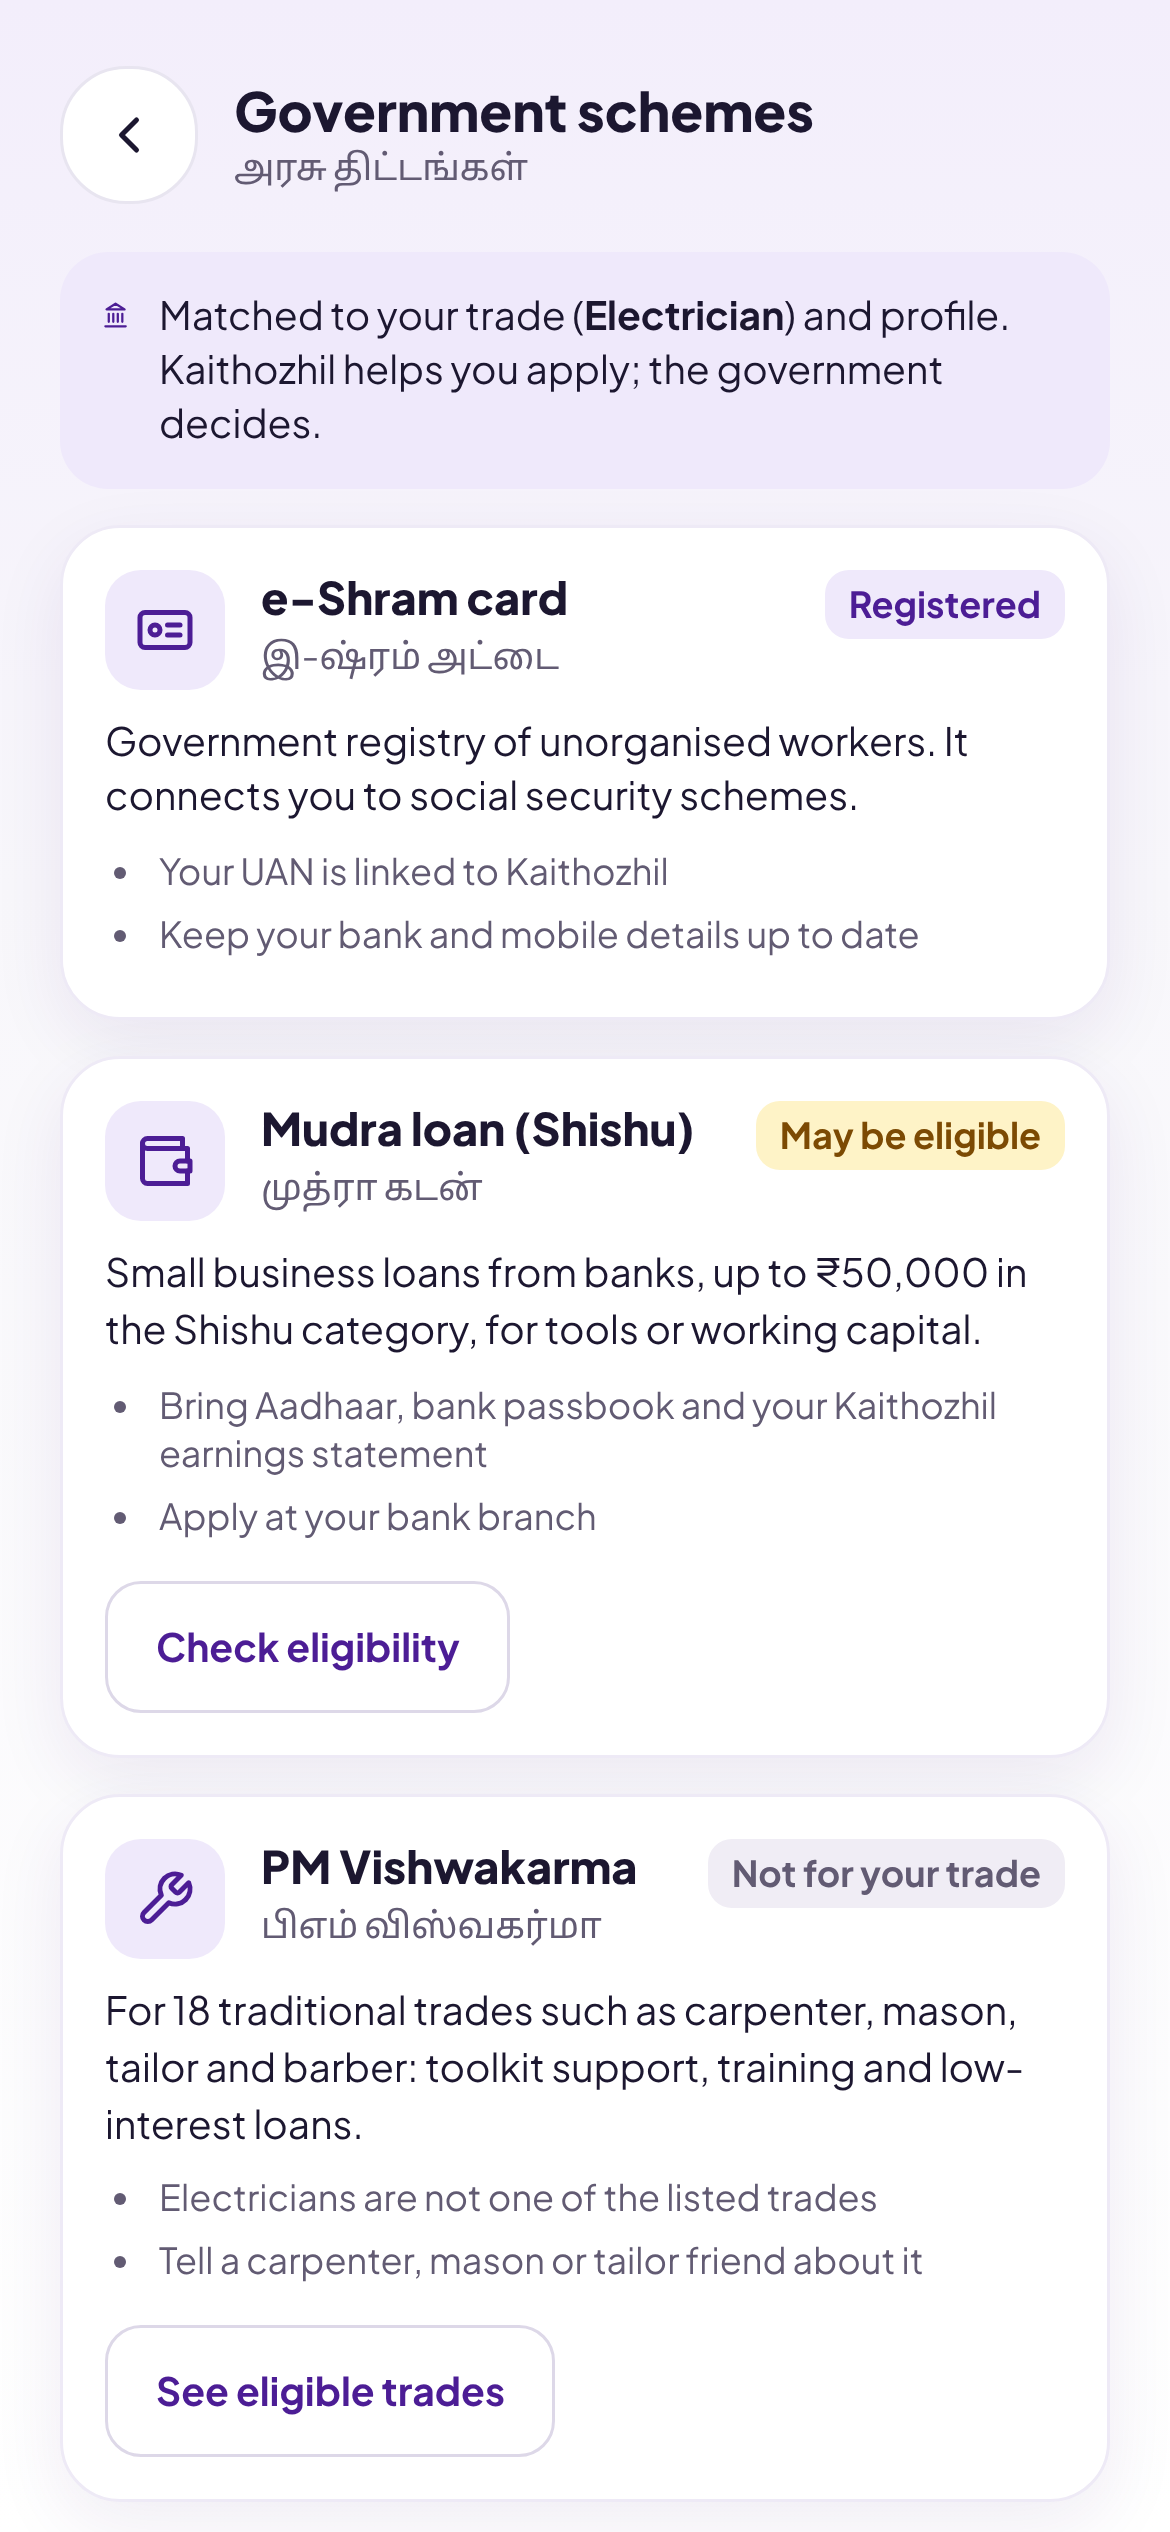 Government schemes
அரசு திட்டங்கள்
Matched to your trade (Electrician) and profile.
Kaithozhil helps you apply; the government
decides.
e-Shram card
Registered
இ-ஷ்ரம் அட்டை
Government registry of unorganised workers. It
connects you to social security schemes.
• Your UAN is linked to Kaithozhil
• Keep your bank and mobile details up to date
Mudra loan (Shishu)
May be eligible
முத்ரா கடன்
Small business loans from banks, up to ₹50,000 in
the Shishu category, for tools or working capital.
• Bring Aadhaar, bank passbook and your Kaithozhil
earnings statement
• Apply at your bank branch
Check eligibility
PM Vishwakarma
Not for your trade
பிஎம் விஸ்வகர்மா
For 18 traditional trades such as carpenter, mason,
tailor and barber: toolkit support, training and low-
interest loans.
• Electricians are not one of the listed trades
• Tell a carpenter, mason or tailor friend about it
See eligible trades